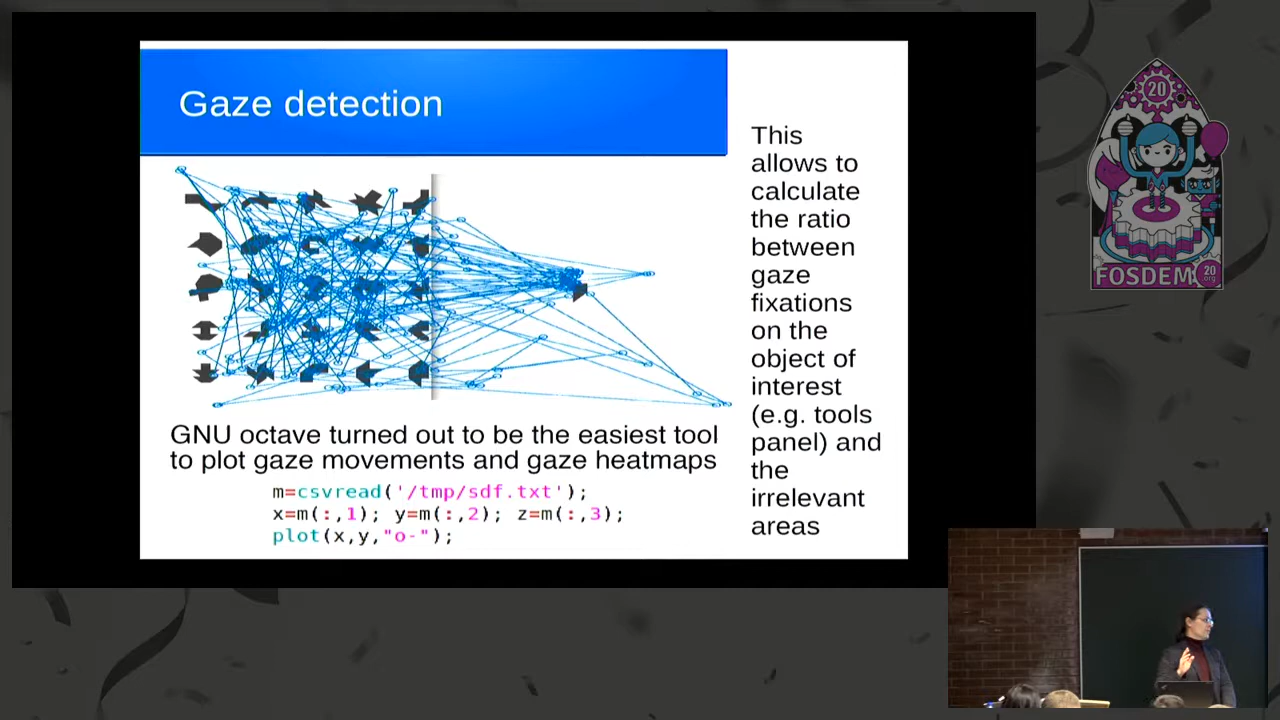 Gaze detection
This
allows to
calculate
the ratio
between
gaze
fixations
on the
object of
interest
(e.g. tools
panel) and
the
irrelevant
areas
GNU octave turned out to be the easiest tool
to plot gaze movements and gaze heatmaps
m=csvread('/tmp/sdf.txt');
x=m(:,1); y=m(:,2); z=m(:,3);
plot(x,y,"o-");
20
FOSDEM
20
.org